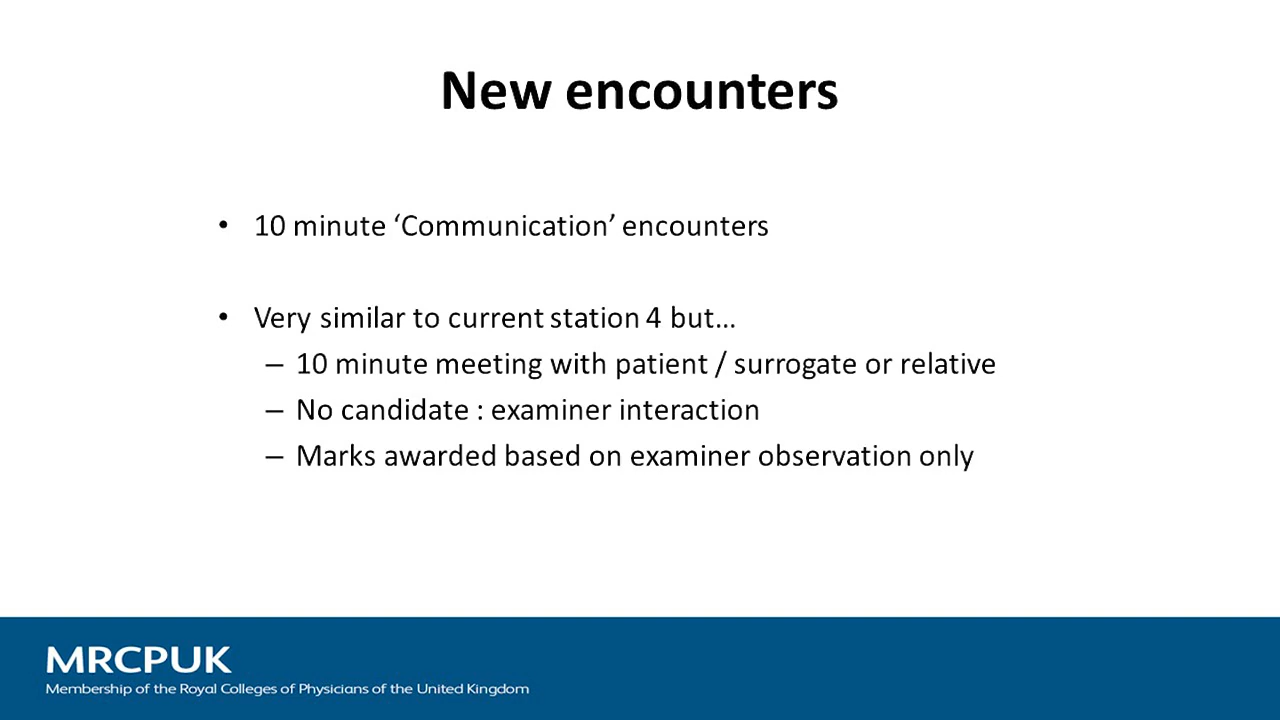 New encounters
• 10 minute ‘Communication’ encounters
• Very similar to current station 4 but…
– 10 minute meeting with patient / surrogate or relative
– No candidate : examiner interaction
– Marks awarded based on examiner observation only
MRCPUK
Membership of the Royal Colleges of Physicians of the United Kingdom